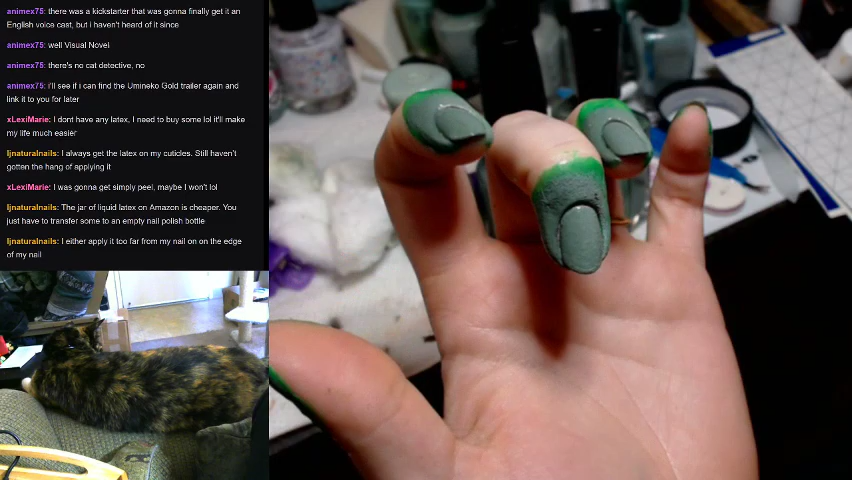 animex75: there was a kickstarter that was gonna finally get it an
English voice cast, but i haven't heard of it since
animex75: well Visual Novel
animex75: there's no cat detective, no
animex75: i'll see if i can find the Umineko Gold trailer again and
link it to you for later
xLexiMarie: I dont have any latex, I need to buy some lol it'll make
my life much easier
ljnaturalnails: I always get the latex on my cuticles. Still haven't
gotten the hang of applying it
xLexiMarie: I was gonna get simply peel, maybe I won't lol
ljnaturalnails: The jar of liquid latex on Amazon is cheaper. You
just have to transfer some to an empty nail polish bottle
ljnaturalnails: I either apply it too far from my nail on on the edge
of my nail